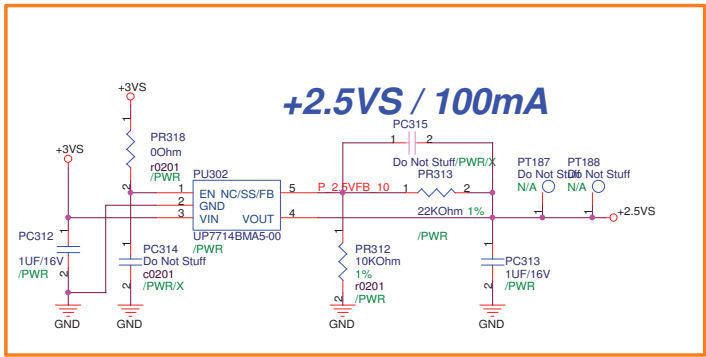 +2.5VS / 100mA
+3VS
PR318
0Ohm
r0201
/PWR
1
2
+3VS
PC312
1UF/16V
/PWR
1
2
GND
PC314
Do Not Stuff
c0201
/PWR/X
1
2
GND
PU302
1 EN NC/SS/FB 5
2 GND
3 VIN VOUT 4
UP7714BMA5-00
/PWR
P_2.5VFB_10
PC315
1 2
Do Not Stuff/PWR/X
PR313
1 2
22KOhm 1%
/PWR
PR312
10KOhm
1%
r0201
/PWR
1
2
GND
PC313
1UF/16V
/PWR
1
2
GND
PT187
Do Not Stuff
N/A
1
PT188
Do Not Stuff
N/A
1
+2.5VS